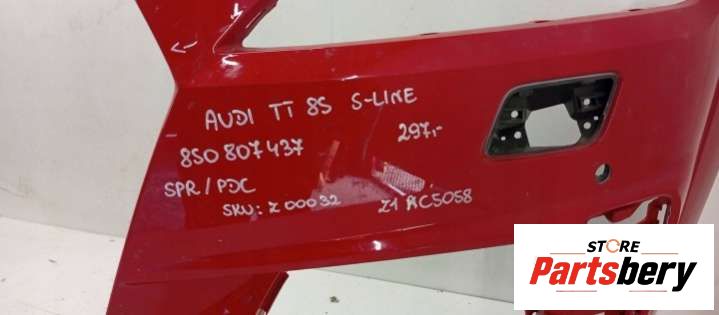 AUDI TT 8S S-LINE
8S0 807 437
297,-
SPR/PDC
SKU: Z00032
Z1 AC5058
STORE
Partsbery